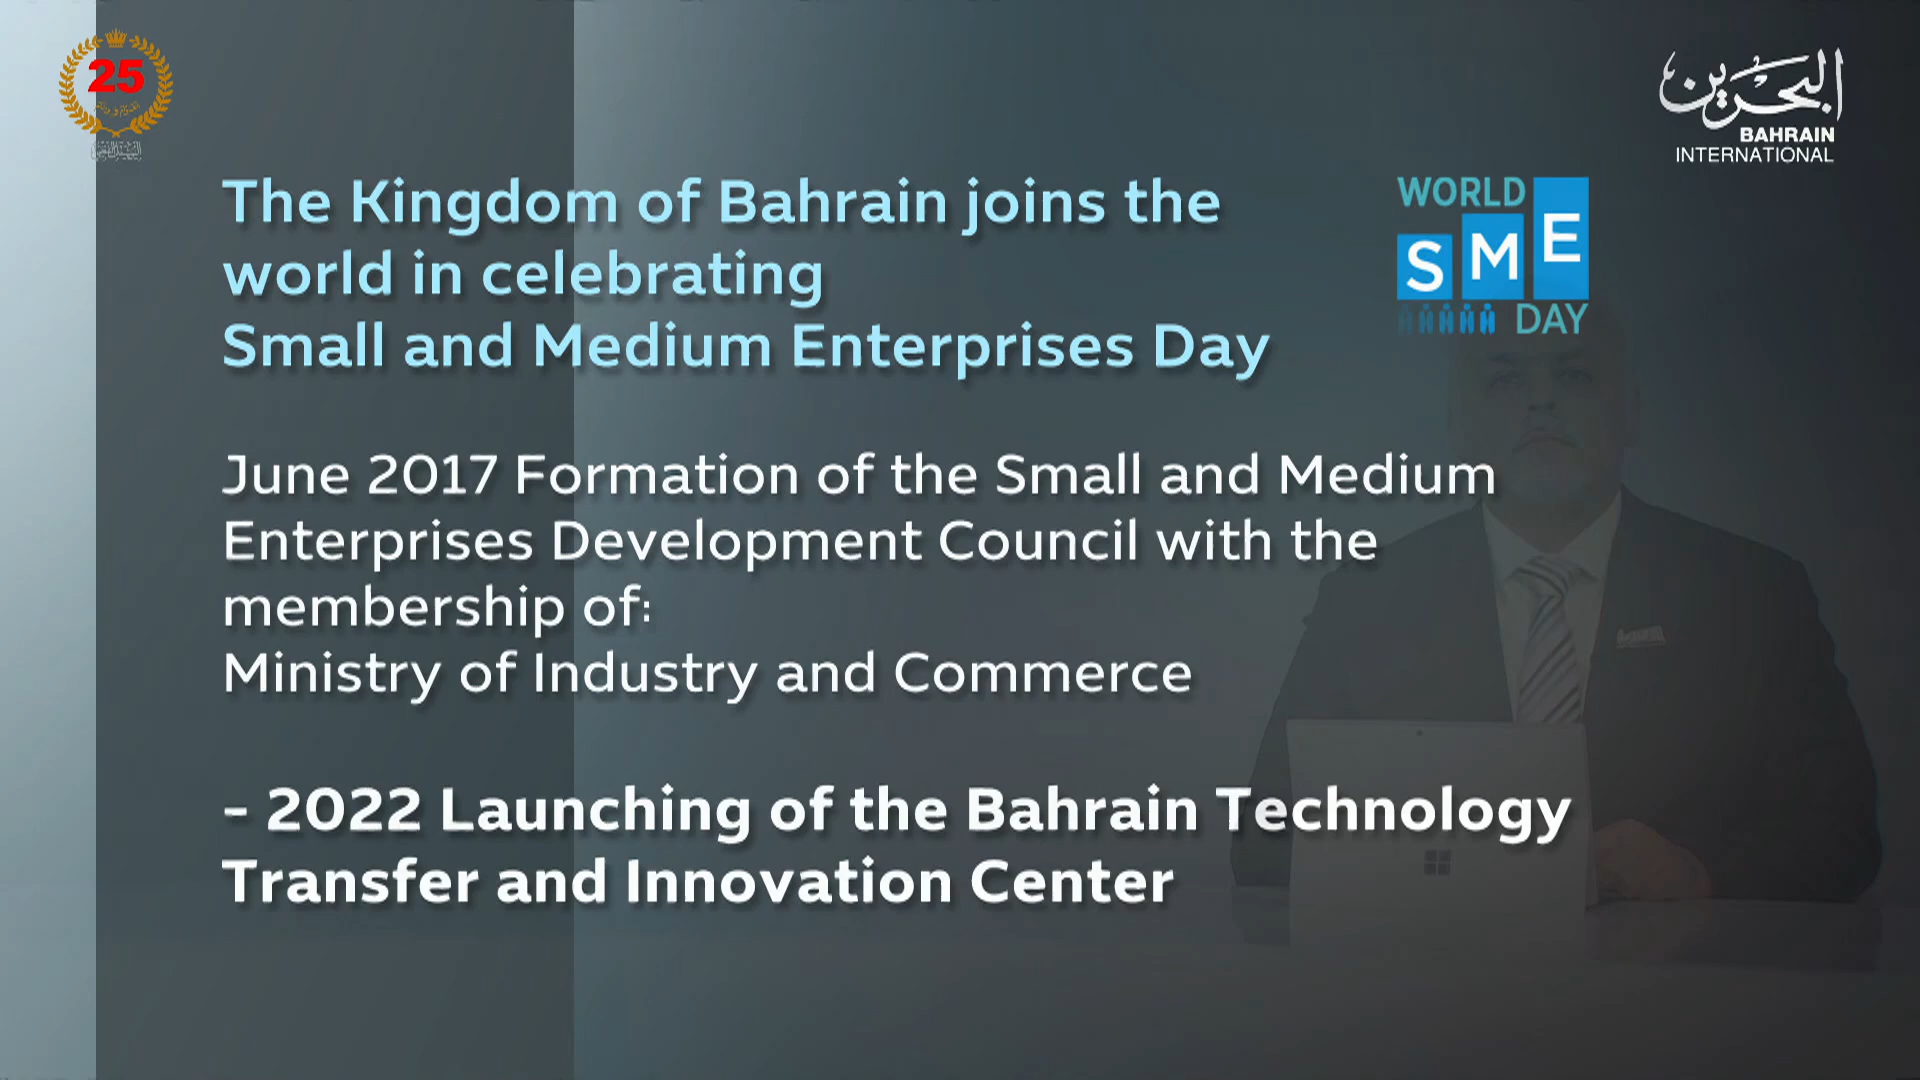 25
البحرين
BAHRAIN
INTERNATIONAL
The Kingdom of Bahrain joins the
world in celebrating
Small and Medium Enterprises Day
WORLD
SME
DAY
June 2017 Formation of the Small and Medium
Enterprises Development Council with the
membership of:
Ministry of Industry and Commerce
- 2022 Launching of the Bahrain Technology
Transfer and Innovation Center